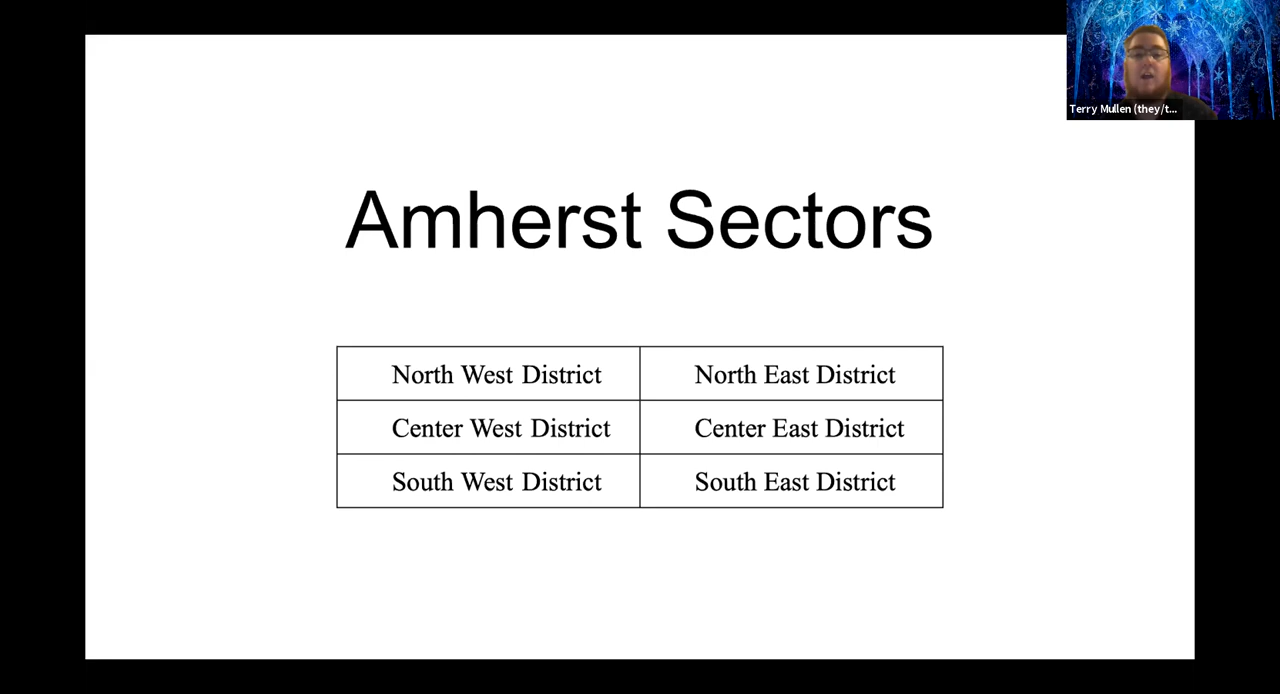 Terry Mullen (they/t...
Amherst Sectors
North West District North East District
Center West District Center East District
South West District South East District